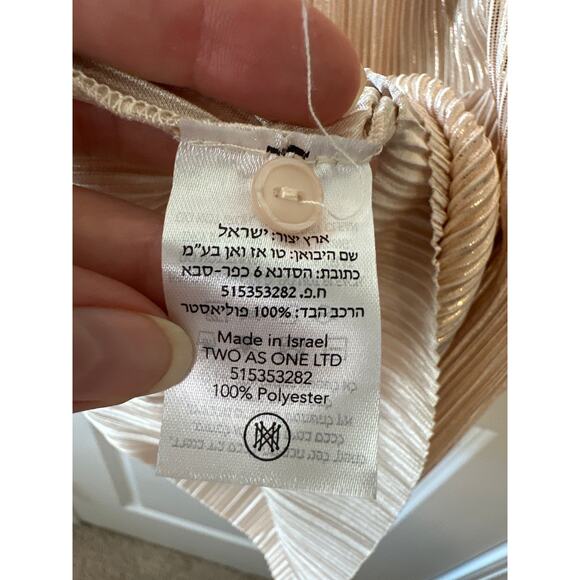 ארץ יצור: ישראל
שם היבואן: טו אז וואן בע"מ
כתובת: הסדנא 6 כפר-סבא
ח.פ. 515353282
הרכב הבד: 100% פוליאסטר
Made in Israel
TWO AS ONE LTD
515353282
100% Polyester